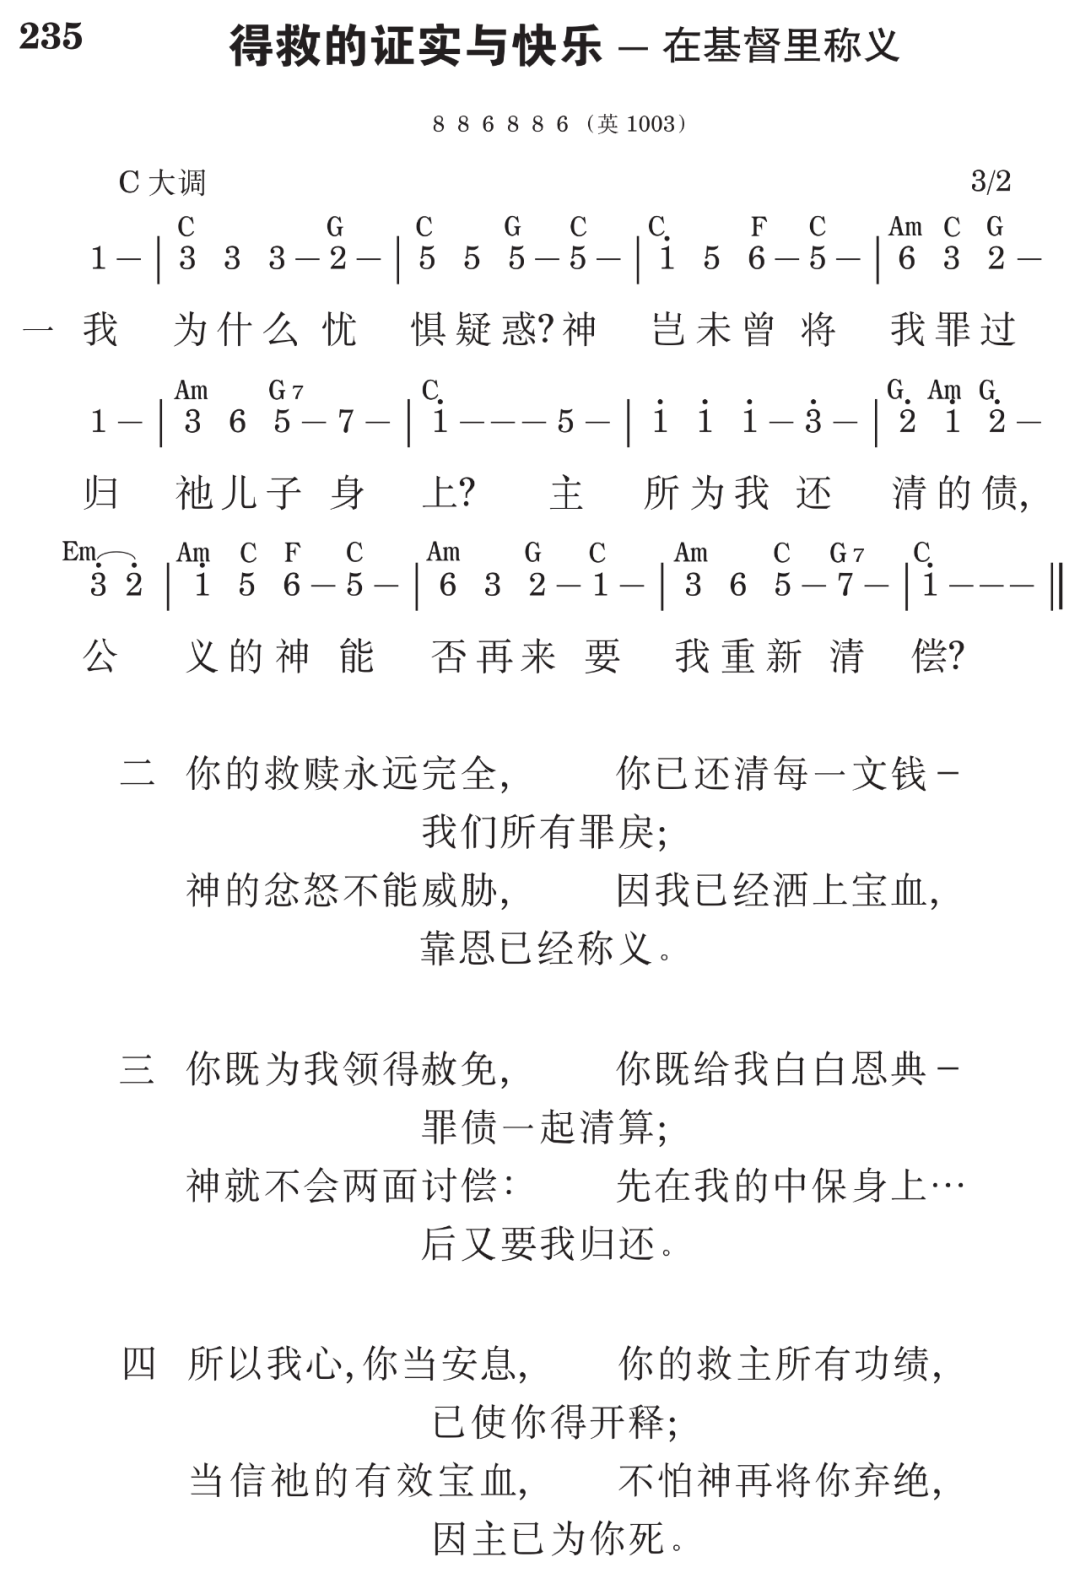 235 得救的证实与快乐 — 在基督里称义
8 8 6 8 8 6（英 1003）
C 大调 3/2
C G C G C C F C Am C G
1 – | 3 3 3 – 2 – | 5 5 5 – 5 – | i 5 6 – 5 – | 6 3 2 –
一 我 为什么忧 惧疑惑?神 岂未曾将 我罪过
Am G7 C G Am G
1 – | 3 6 5 – 7 – | i – – – 5 – | i i i – 3̇ – | 2̇ i 2̇ –
归 祂儿子身 上? 主 所为我还 清的债,
Em Am C F C Am G C Am C G7 C
3̇ 2̇ | i 5 6 – 5 – | 6 3 2 – 1 – | 3 6 5 – 7 – | i – – – ‖
公 义的神能 否再来要 我重新清 偿?
二 你的救赎永远完全, 你已还清每一文钱－
我们所有罪戾;
神的忿怒不能威胁, 因我已经洒上宝血,
靠恩已经称义。
三 你既为我领得赦免, 你既给我白白恩典－
罪债一起清算;
神就不会两面讨偿： 先在我的中保身上…
后又要我归还。
四 所以我心,你当安息, 你的救主所有功绩,
已使你得开释;
当信祂的有效宝血, 不怕神再将你弃绝,
因主已为你死。